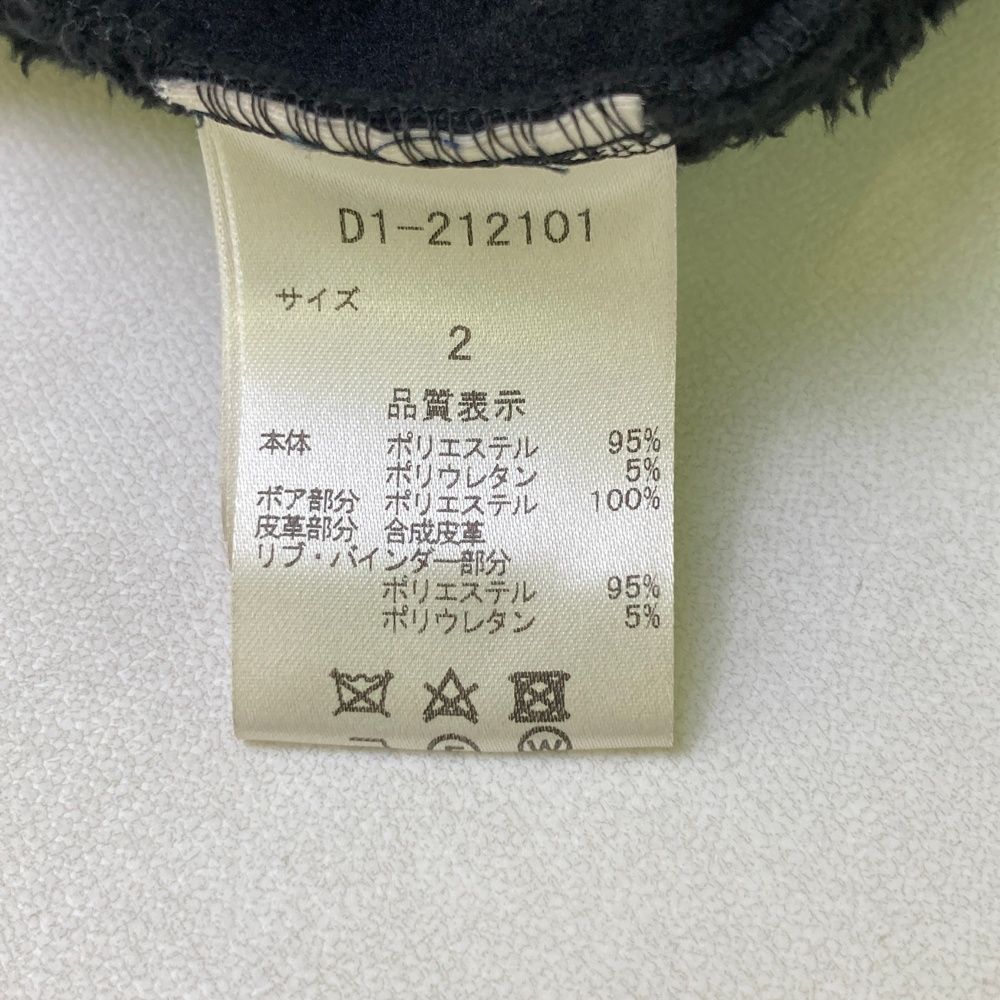 D1-212101
サイズ
2
品質表示
本体 ポリエステル 95%
ポリウレタン 5%
ボア部分 ポリエステル 100%
皮革部分 合成皮革
リブ・バインダー部分
ポリエステル 95%
ポリウレタン 5%